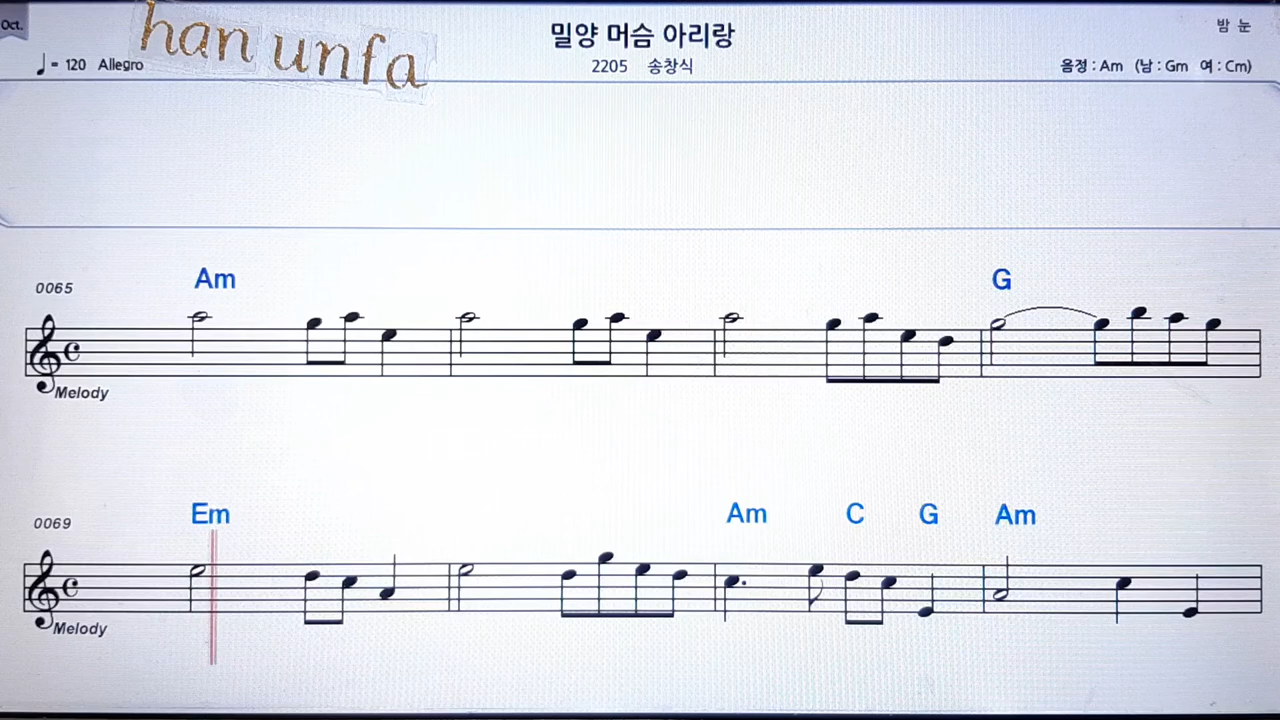 Oct.
han unfa
밀양 머슴 아리랑
밤 눈
♩= 120 Allegro
2205 송창식
음정 : Am (남 : Gm 여 : Cm)
Am G
0065
Melody
Em Am C G Am
0069
Melody